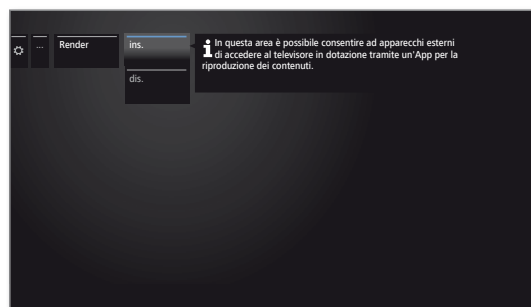 ... Render ins. In questa area è possibile consentire ad apparecchi esterni
di accedere al televisore in dotazione tramite un'App per la
riproduzione dei contenuti.
dis.